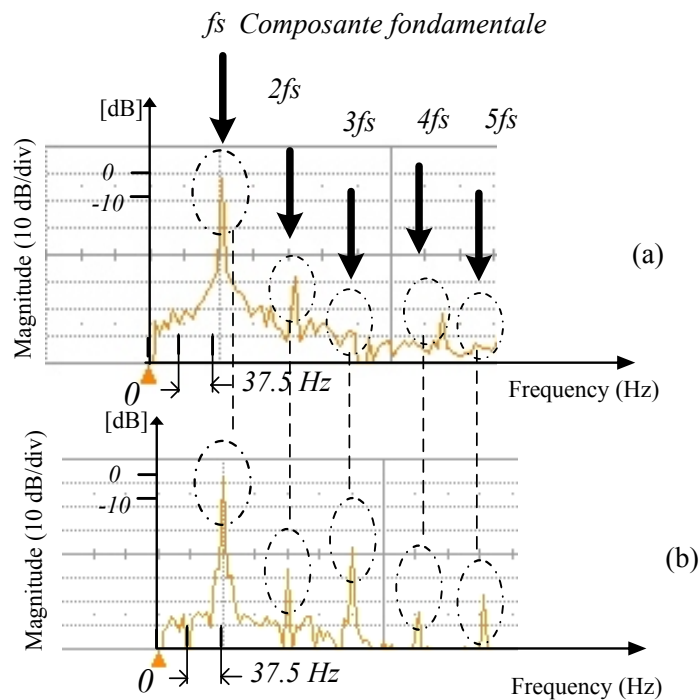 fs Composante fondamentale
2fs
3fs
4fs
5fs
[dB]
0
-10
Magnitude (10 dB/div)
(a)
0
37.5 Hz
Frequency (Hz)
[dB]
0
-10
Magnitude (10 dB/div)
(b)
0
37.5 Hz
Frequency (Hz)